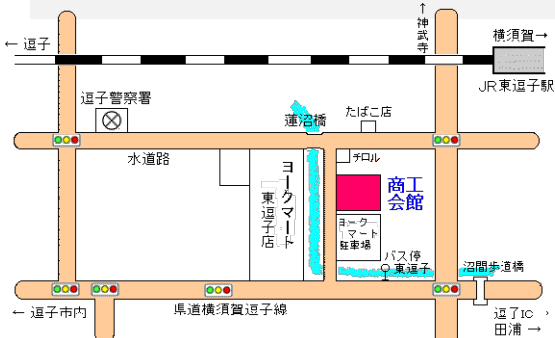 ← 逗子
↑
神武寺
横須賀→
JR東逗子駅
逗子警察署
蓮沼橋
たばこ店
水道路
チロル
ヨークマート
東逗子店
商工
会館
ヨーク
マート
駐車場
バス停
東逗子
沼間歩道橋
← 逗子市内
県道横須賀逗子線
逗子IC →
田浦 →